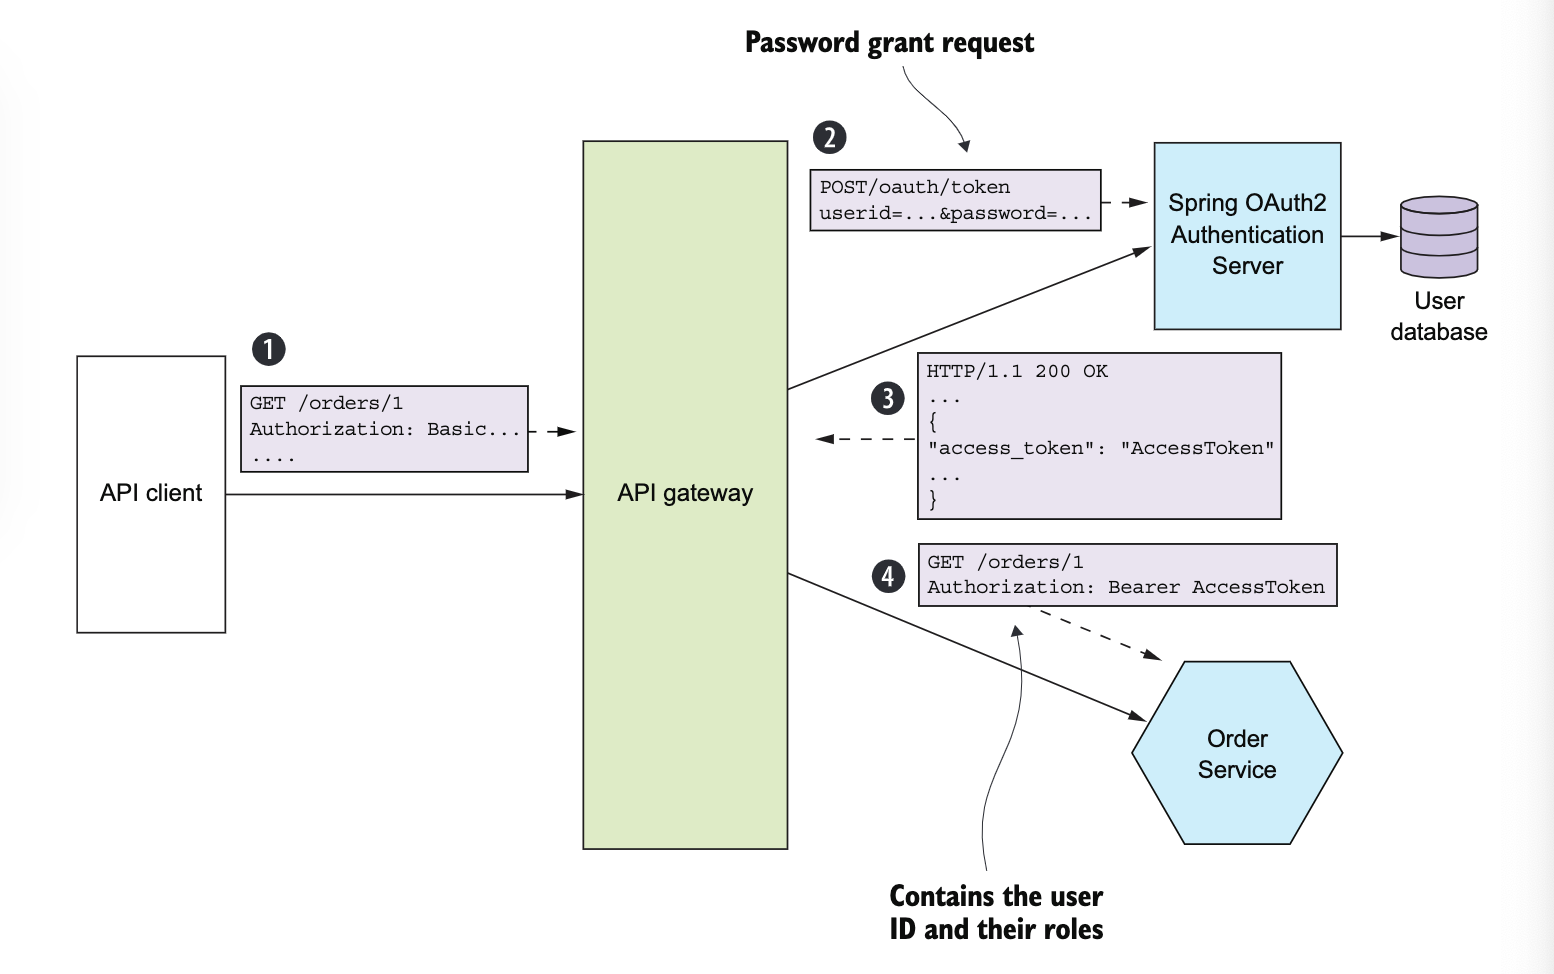 Password grant request
2
POST/oauth/token
userid=...&password=...
Spring OAuth2
Authentication
Server
User
database
1
GET /orders/1
Authorization: Basic...
....
API client
API gateway
3
HTTP/1.1 200 OK
...
{
"access_token": "AccessToken"
...
}
4
GET /orders/1
Authorization: Bearer AccessToken
Order
Service
Contains the user
ID and their roles